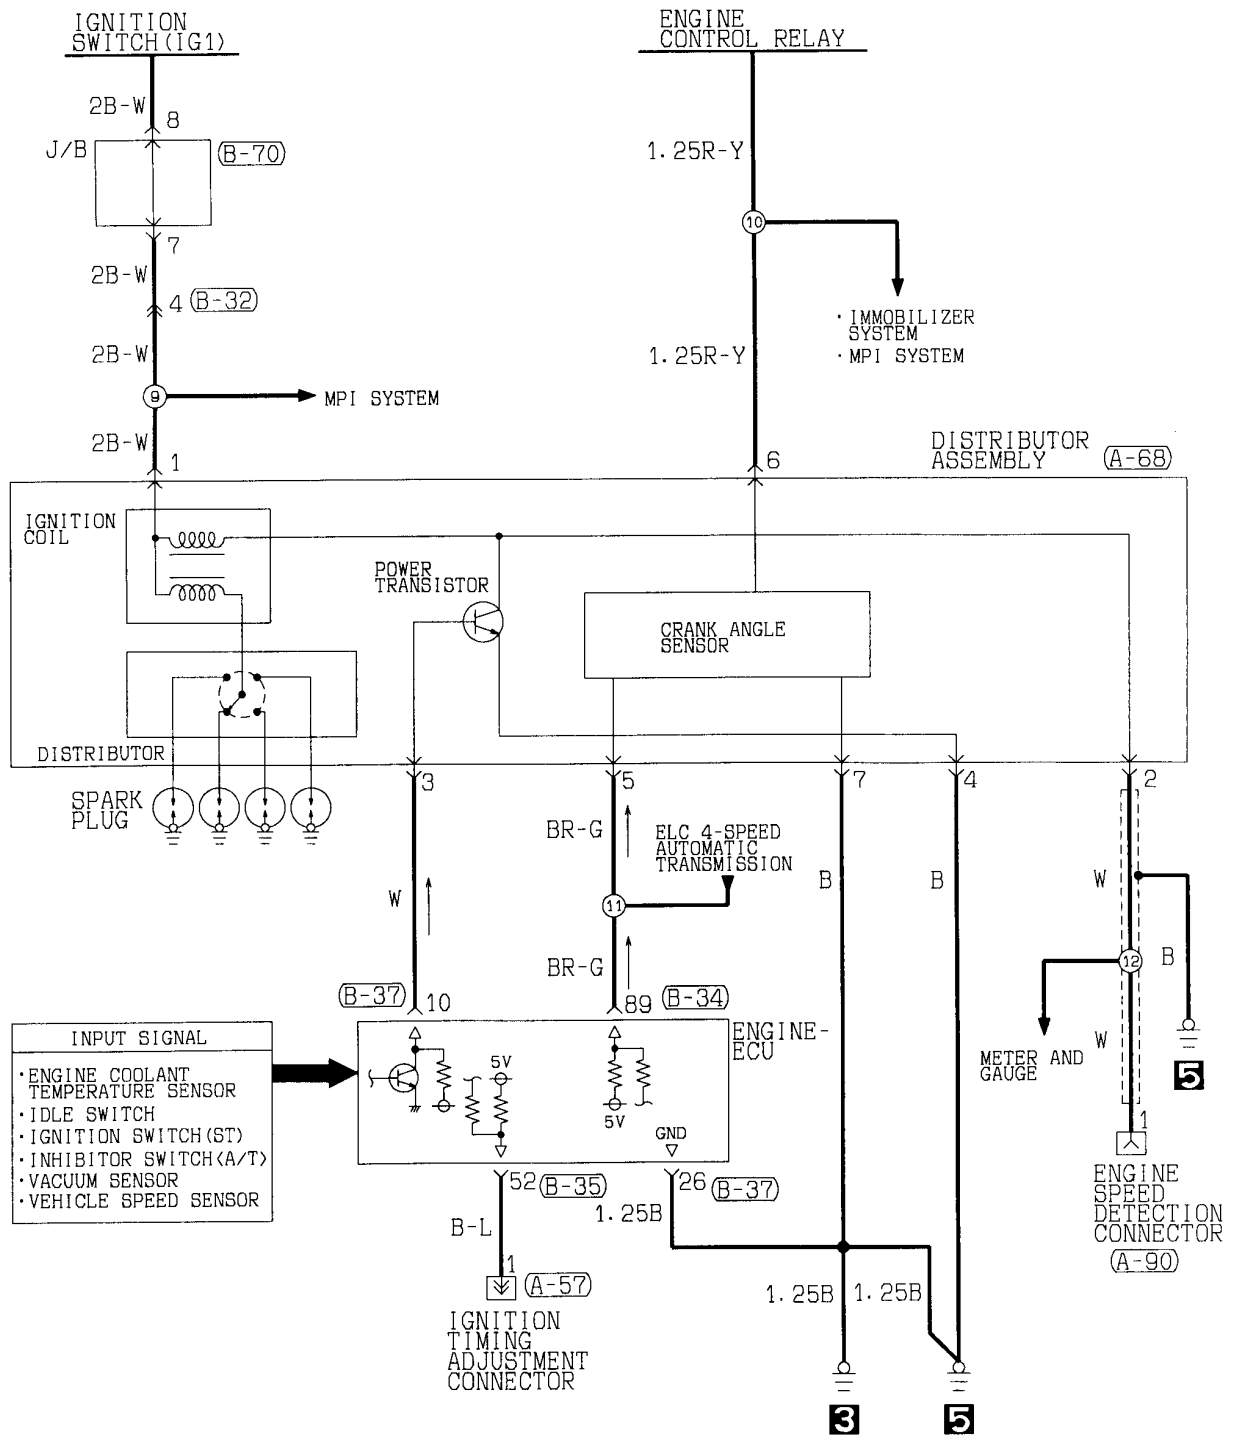 IGNITION
SWITCH(IG1)
ENGINE
CONTROL RELAY
2B-W
8
J/B
B-70
1.25R-Y
10
7
2B-W
4
B-32
· IMMOBILIZER
SYSTEM
· MPI SYSTEM
2B-W
1.25R-Y
9
MPI SYSTEM
2B-W
1
6
DISTRIBUTOR
ASSEMBLY
A-68
IGNITION
COIL
POWER
TRANSISTOR
CRANK ANGLE
SENSOR
DISTRIBUTOR
3
5
7
4
2
SPARK
PLUG
BR-G
ELC 4-SPEED
AUTOMATIC
TRANSMISSION
W
B
B
W
11
BR-G
12
B
B-37
10
89
B-34
ENGINE-
ECU
W
METER AND
GAUGE
5
INPUT SIGNAL
·ENGINE COOLANT
TEMPERATURE SENSOR
·IDLE SWITCH
·IGNITION SWITCH(ST)
·INHIBITOR SWITCH<A/T>
·VACUUM SENSOR
·VEHICLE SPEED SENSOR
5V
5V
GND
1
ENGINE
SPEED
DETECTION
CONNECTOR
A-90
52
B-35
26
B-37
B-L
1.25B
1
A-57
1.25B
1.25B
IGNITION
TIMING
ADJUSTMENT
CONNECTOR
3
5